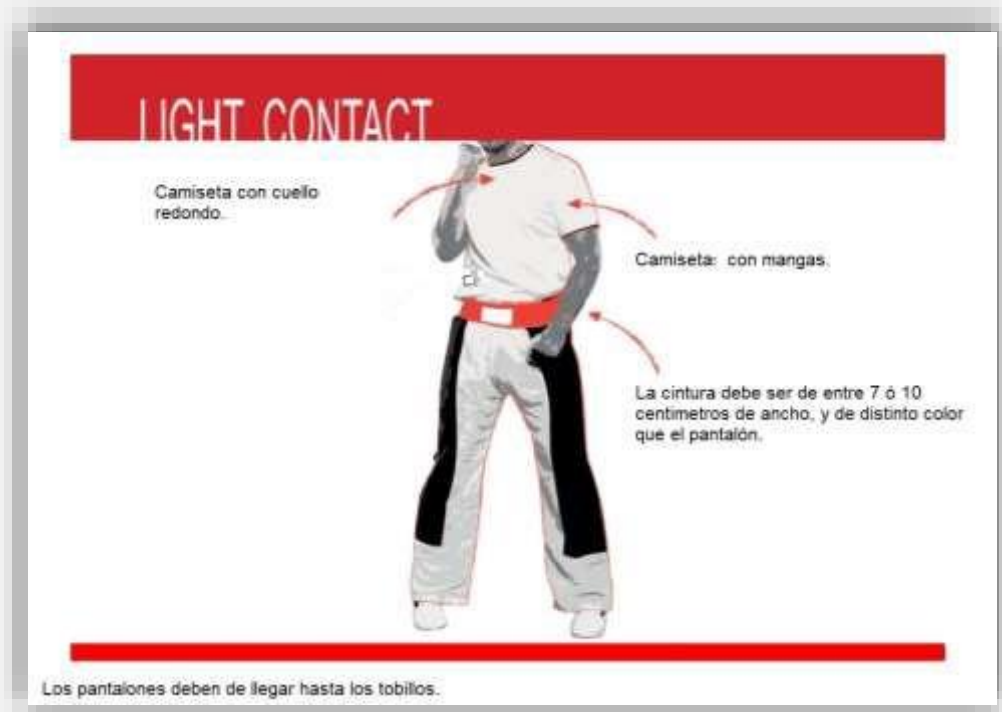 LIGHT CONTACT
Camiseta con cuello
redondo.
Camiseta: con mangas.
La cintura debe ser de entre 7 ó 10
centimetros de ancho, y de distinto color
que el pantalón.
Los pantalones deben de llegar hasta los tobillos.